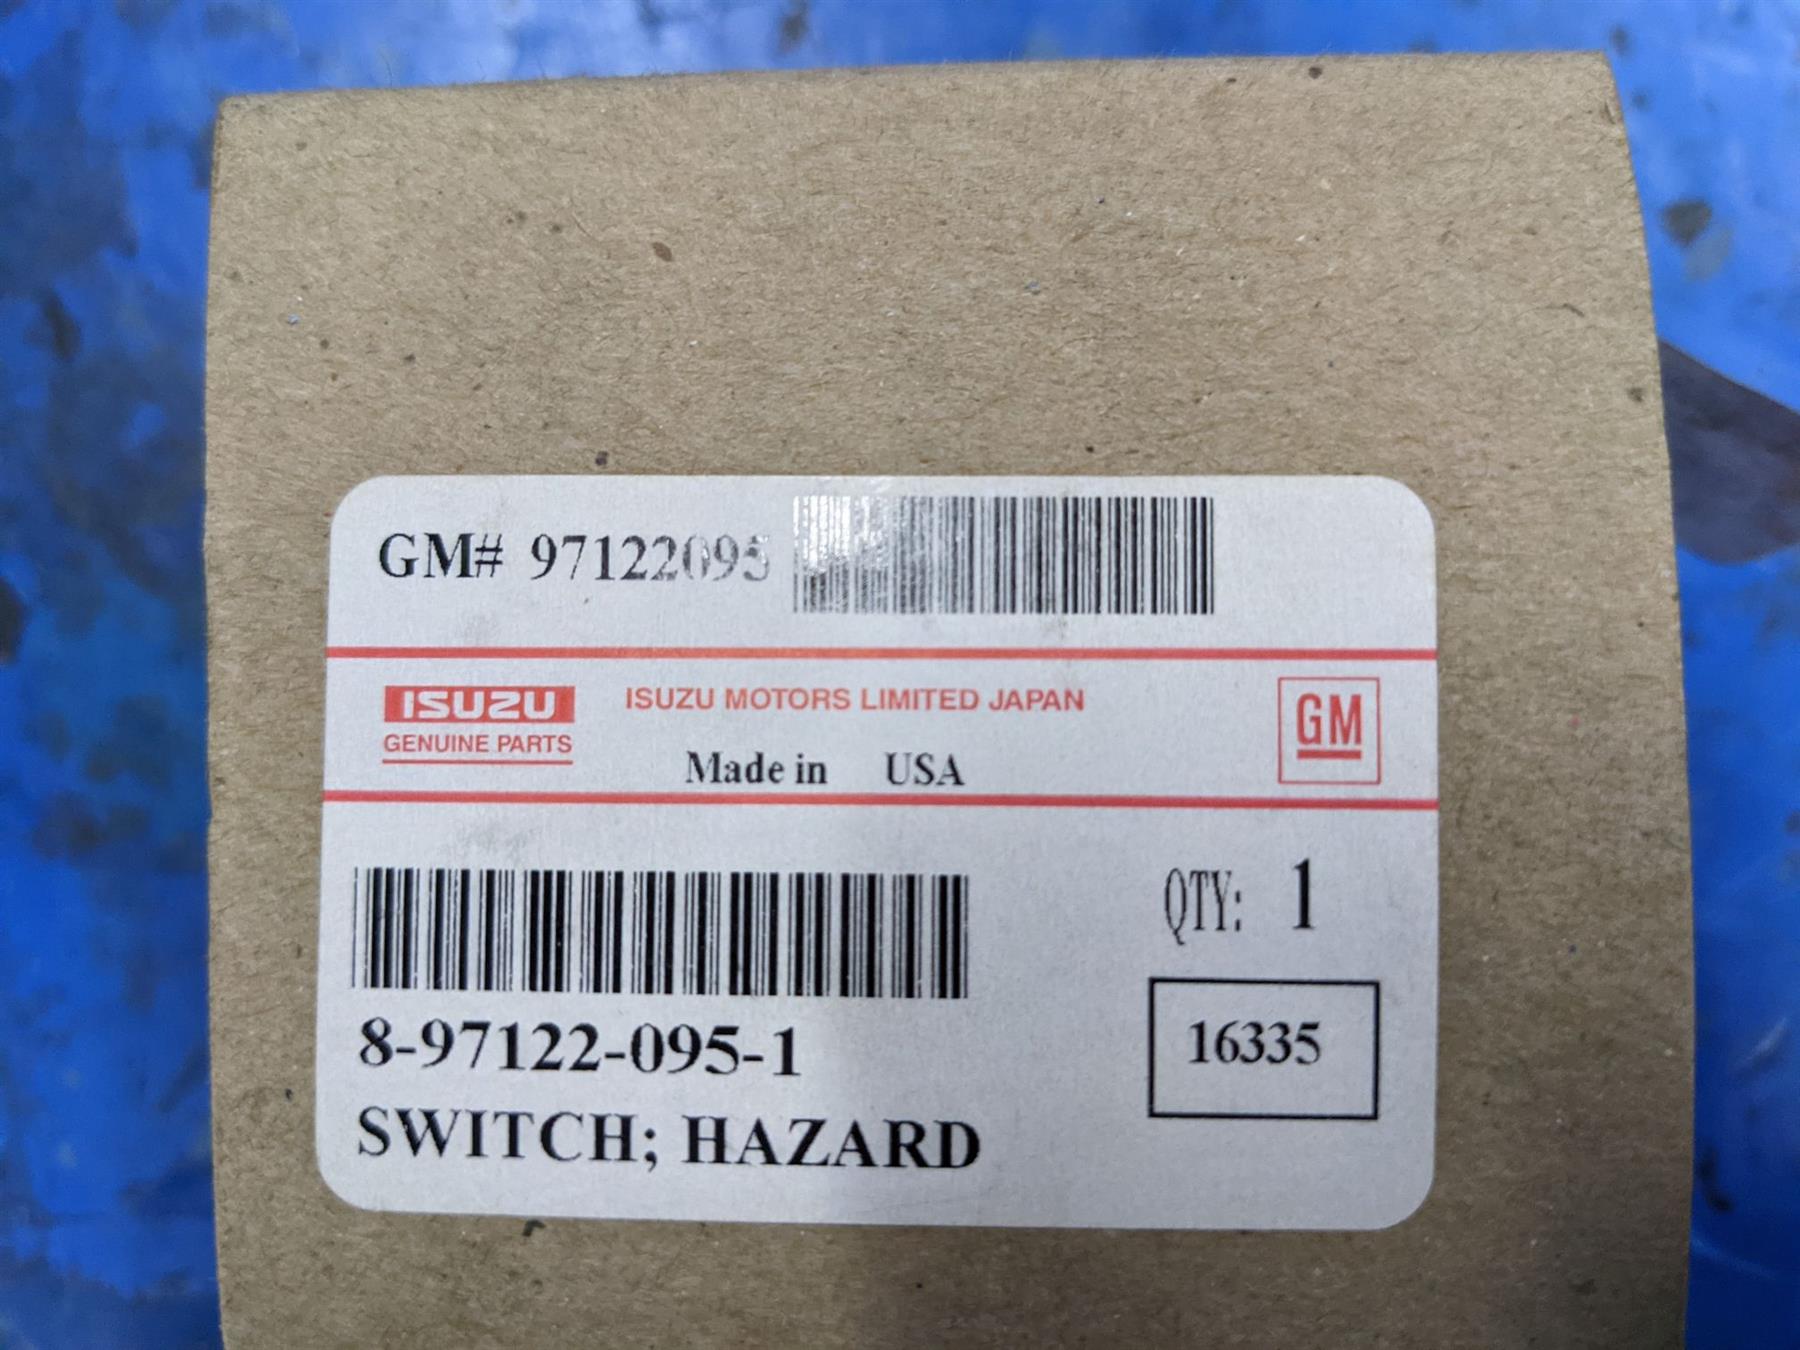 GM# 97122095
ISUZU
GENUINE PARTS
ISUZU MOTORS LIMITED JAPAN
Made in USA
GM
QTY: 1
8-97122-095-1
16335
SWITCH; HAZARD